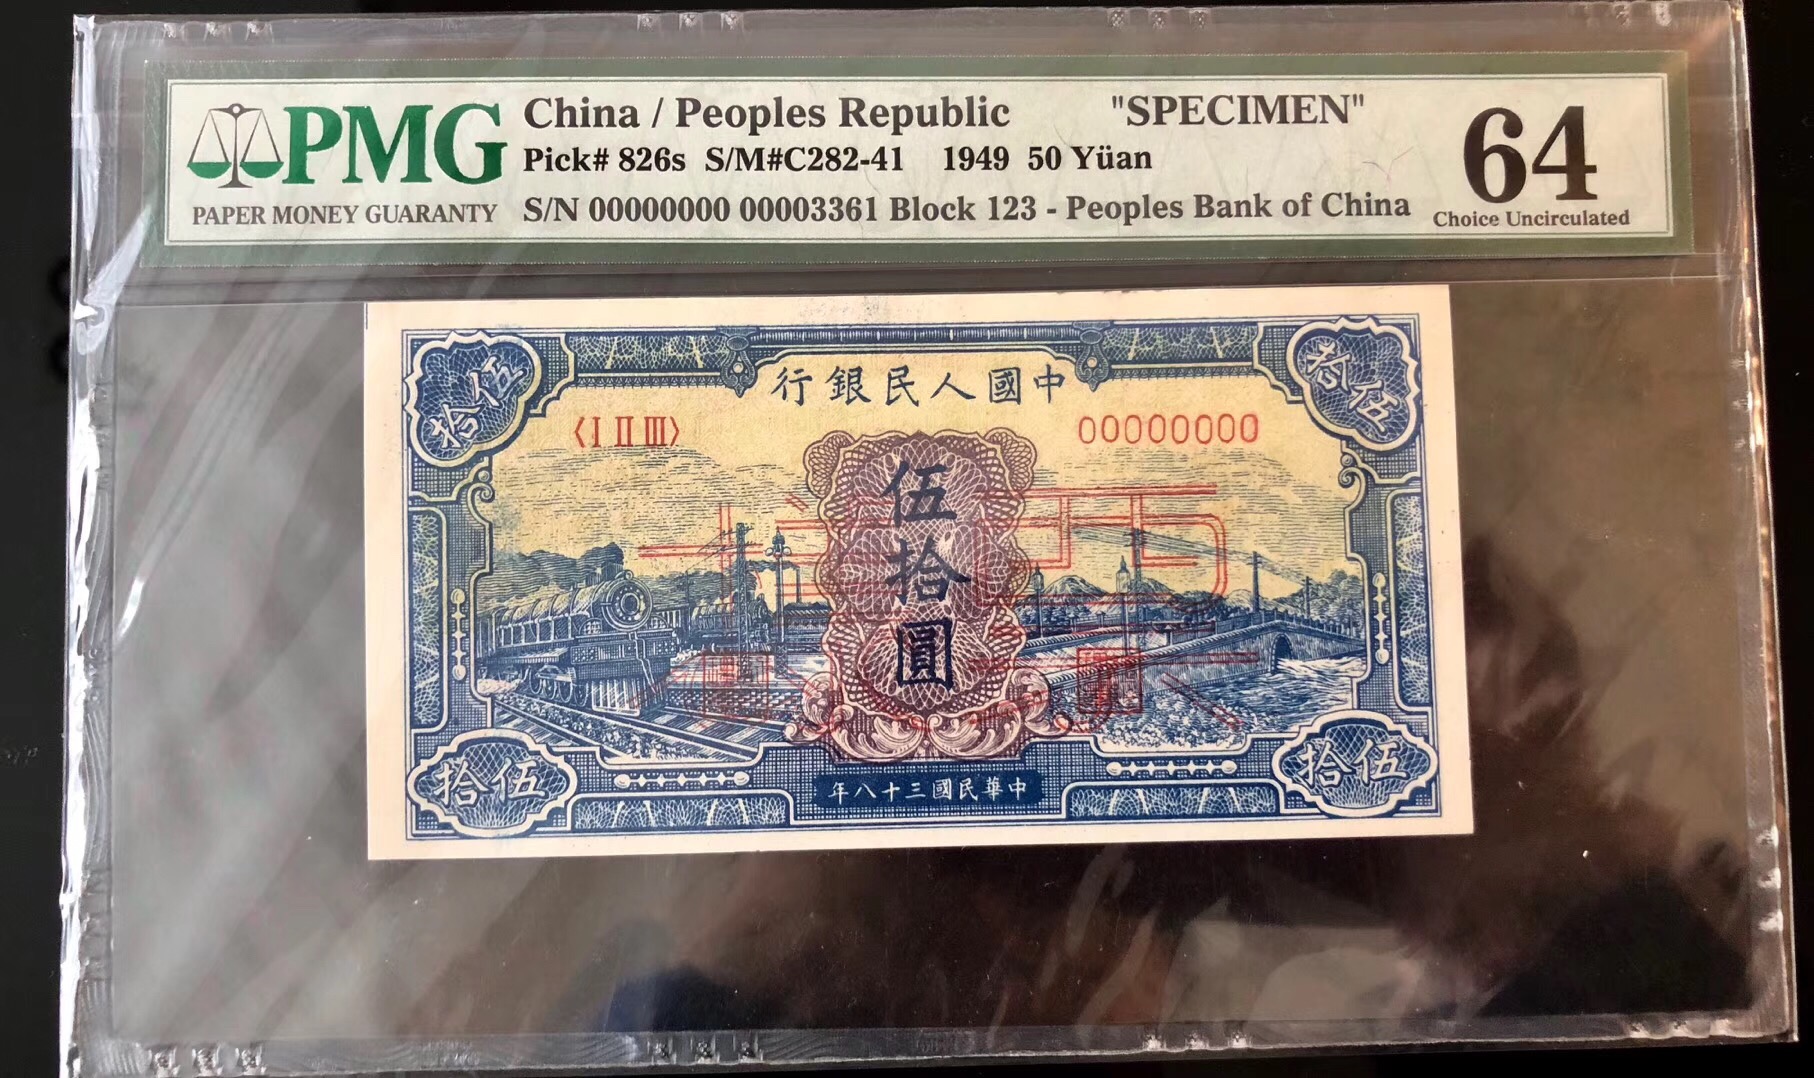 PMG
PAPER MONEY GUARANTY
China / Peoples Republic "SPECIMEN"
Pick# 826s S/M#C282-41 1949 50 Yüan
S/N 00000000 00003361 Block 123 - Peoples Bank of China
64
Choice Uncirculated
拾伍
行銀民人國中
拾伍
〈I II III〉
00000000
伍拾圓
票樣
拾伍
年八十三國民華中
拾伍